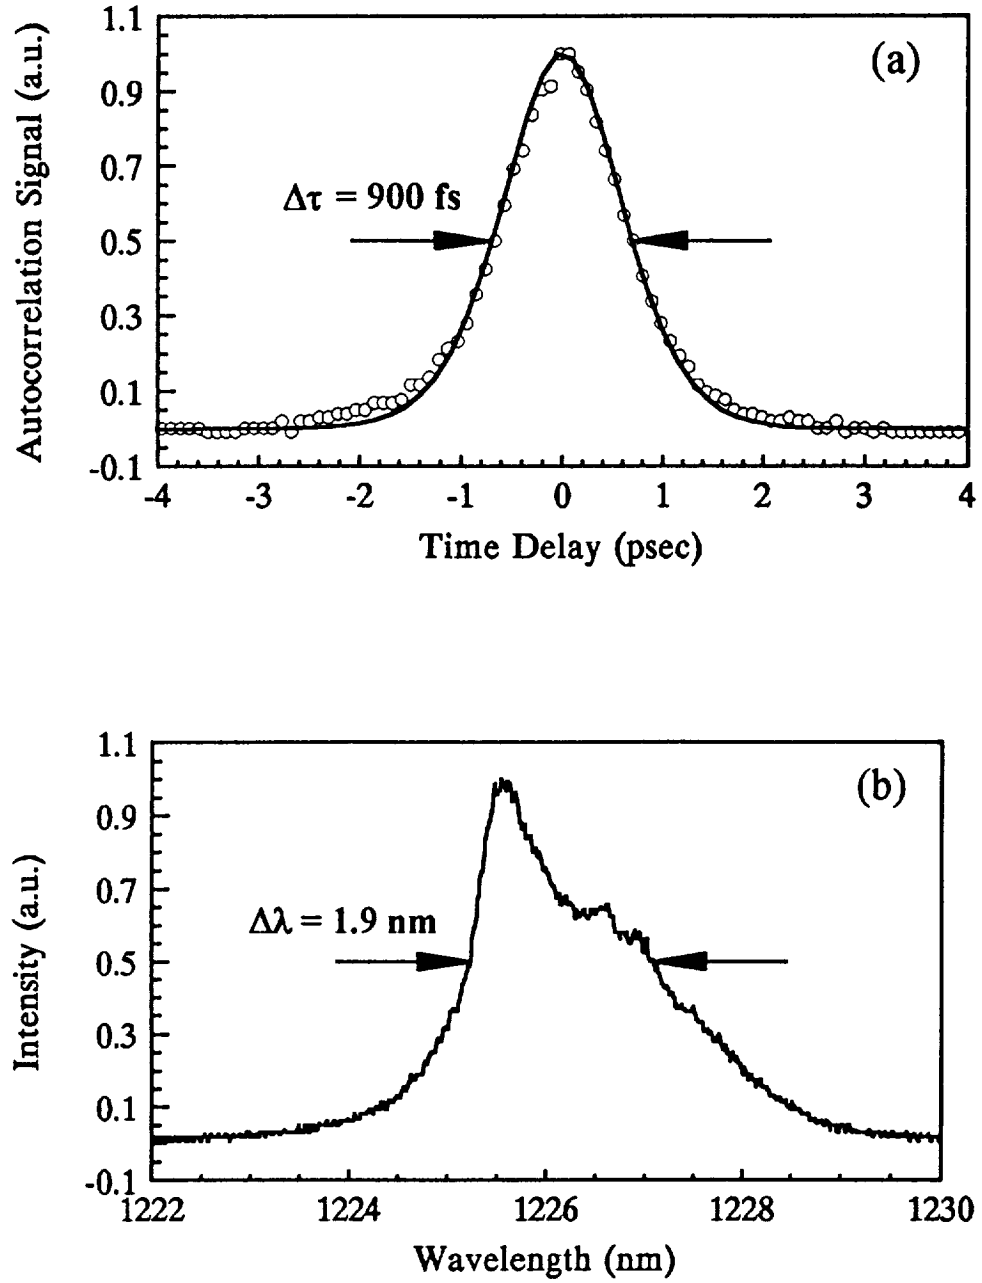 1.1
(a)
0.9
0.7
Δτ = 900 fs
0.5
0.3
0.1
-0.1
-4 -3 -2 -1 0 1 2 3 4
Autocorrelation Signal (a.u.)
Time Delay (psec)
1.1
(b)
0.9
0.7
Δλ = 1.9 nm
0.5
0.3
0.1
-0.1
1222 1224 1226 1228 1230
Intensity (a.u.)
Wavelength (nm)